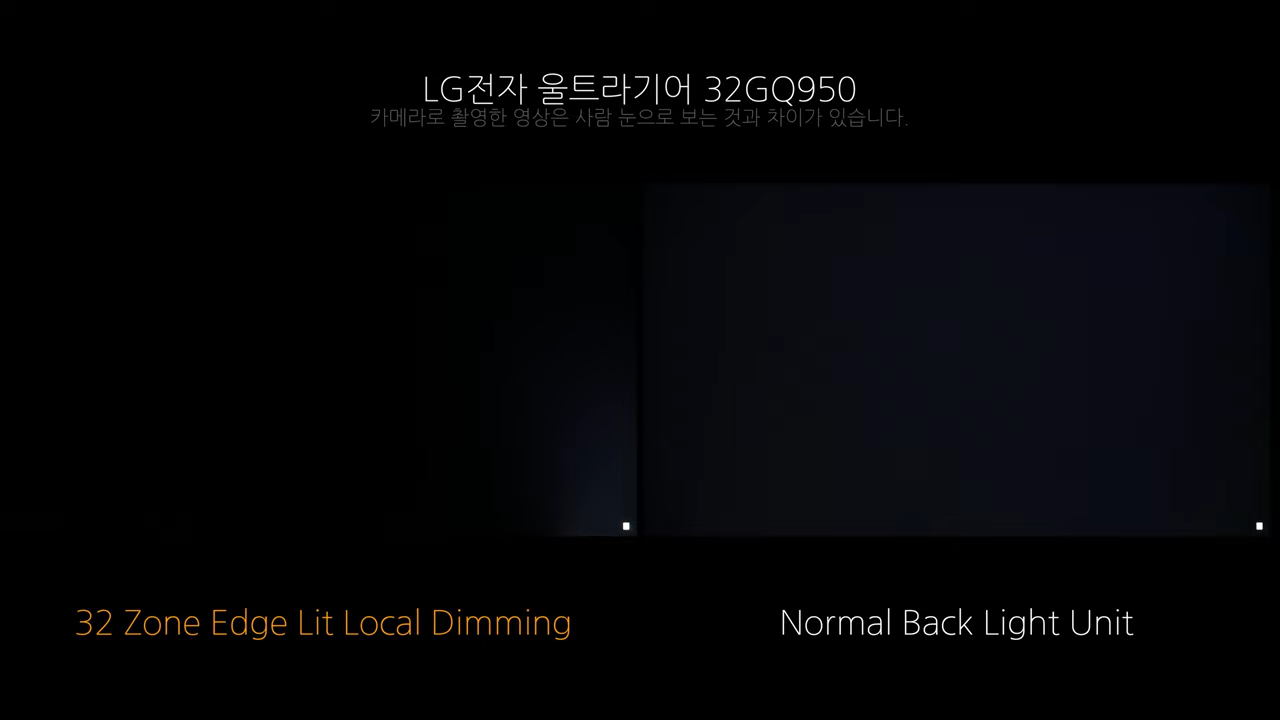 LG전자 울트라기어 32GQ950
카메라로 촬영한 영상은 사람 눈으로 보는 것과 차이가 있습니다.
32 Zone Edge Lit Local Dimming
Normal Back Light Unit